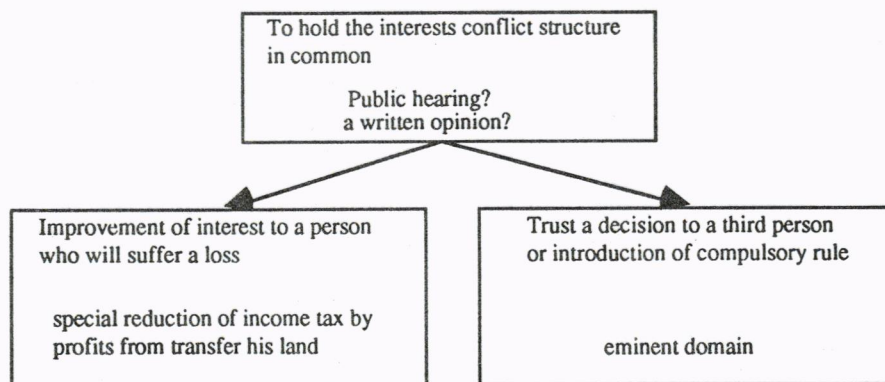 To hold the interests conflict structure
in common
Public hearing?
a written opinion?
Improvement of interest to a person
who will suffer a loss
special reduction of income tax by
profits from transfer his land
Trust a decision to a third person
or introduction of compulsory rule
eminent domain